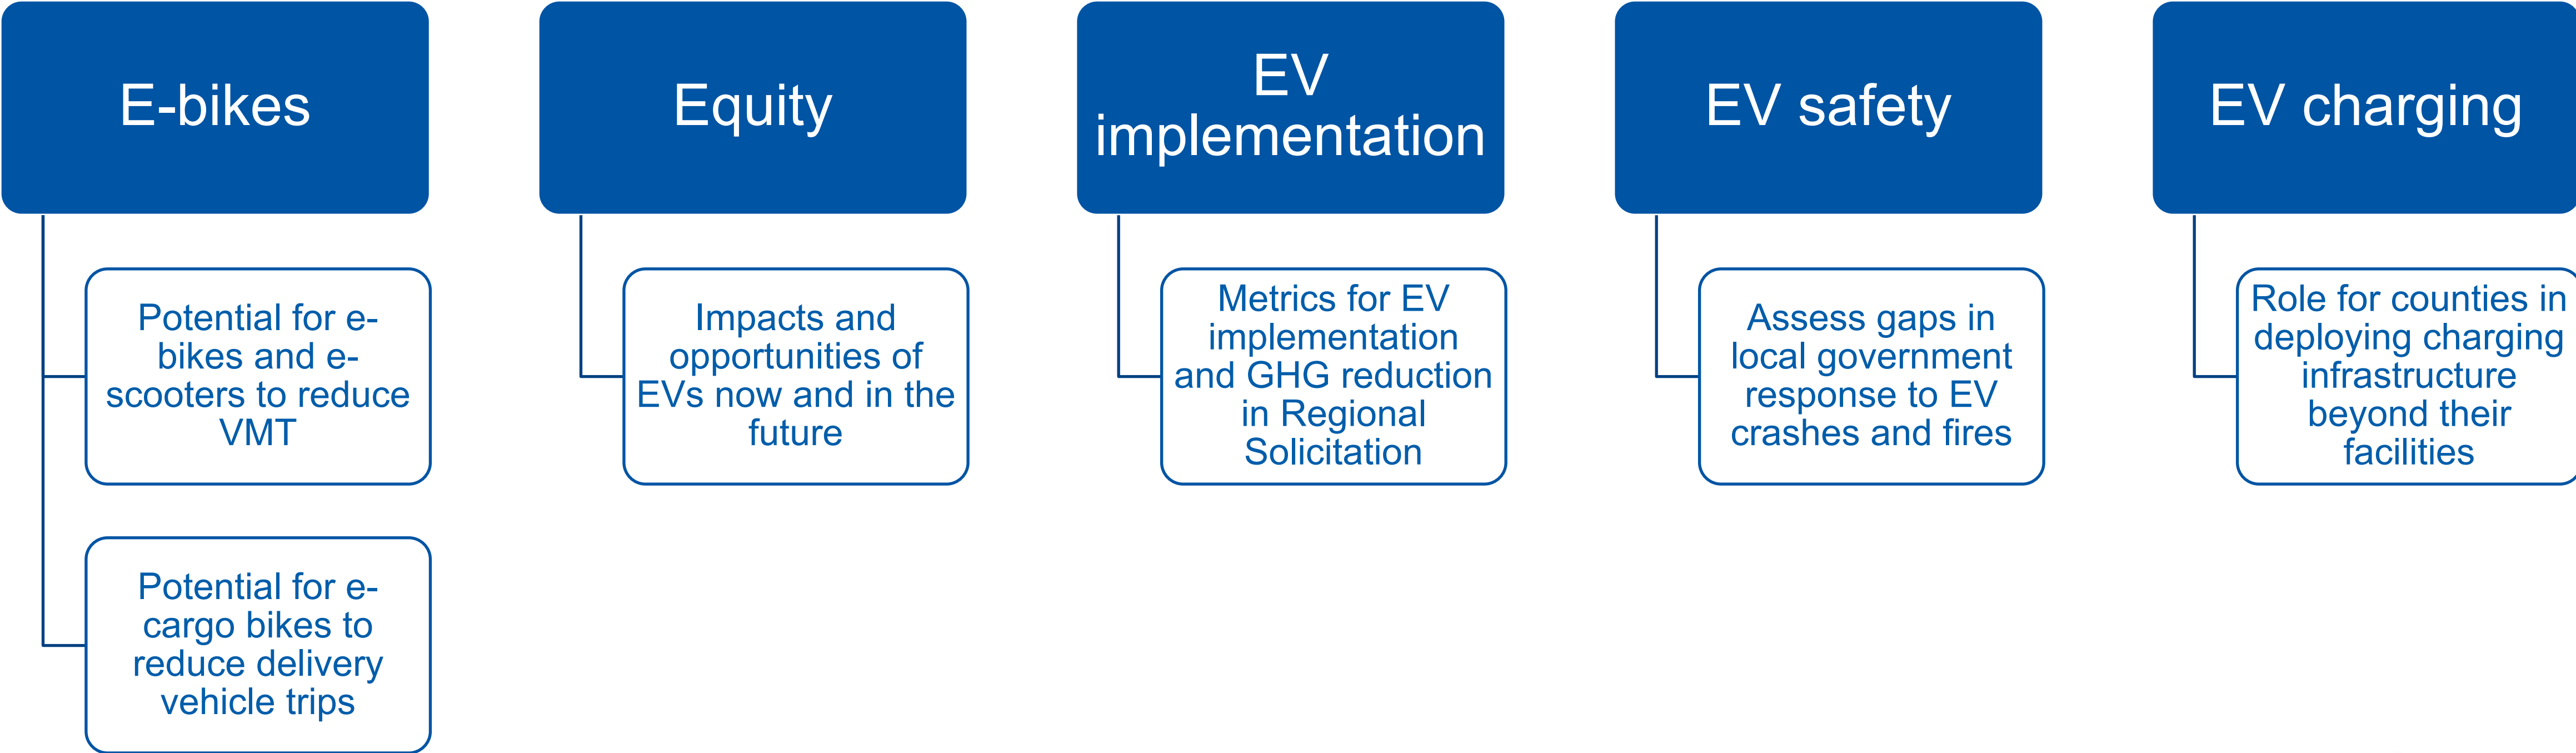 E-bikes
Potential for e-
bikes and e-
scooters to reduce
VMT
Potential for e-
cargo bikes to
reduce delivery
vehicle trips
Equity
Impacts and
opportunities of
EVs now and in the
future
EV
implementation
Metrics for EV
implementation
and GHG reduction
in Regional
Solicitation
EV safety
Assess gaps in
local government
response to EV
crashes and fires
EV charging
Role for counties in
deploying charging
infrastructure
beyond their
facilities